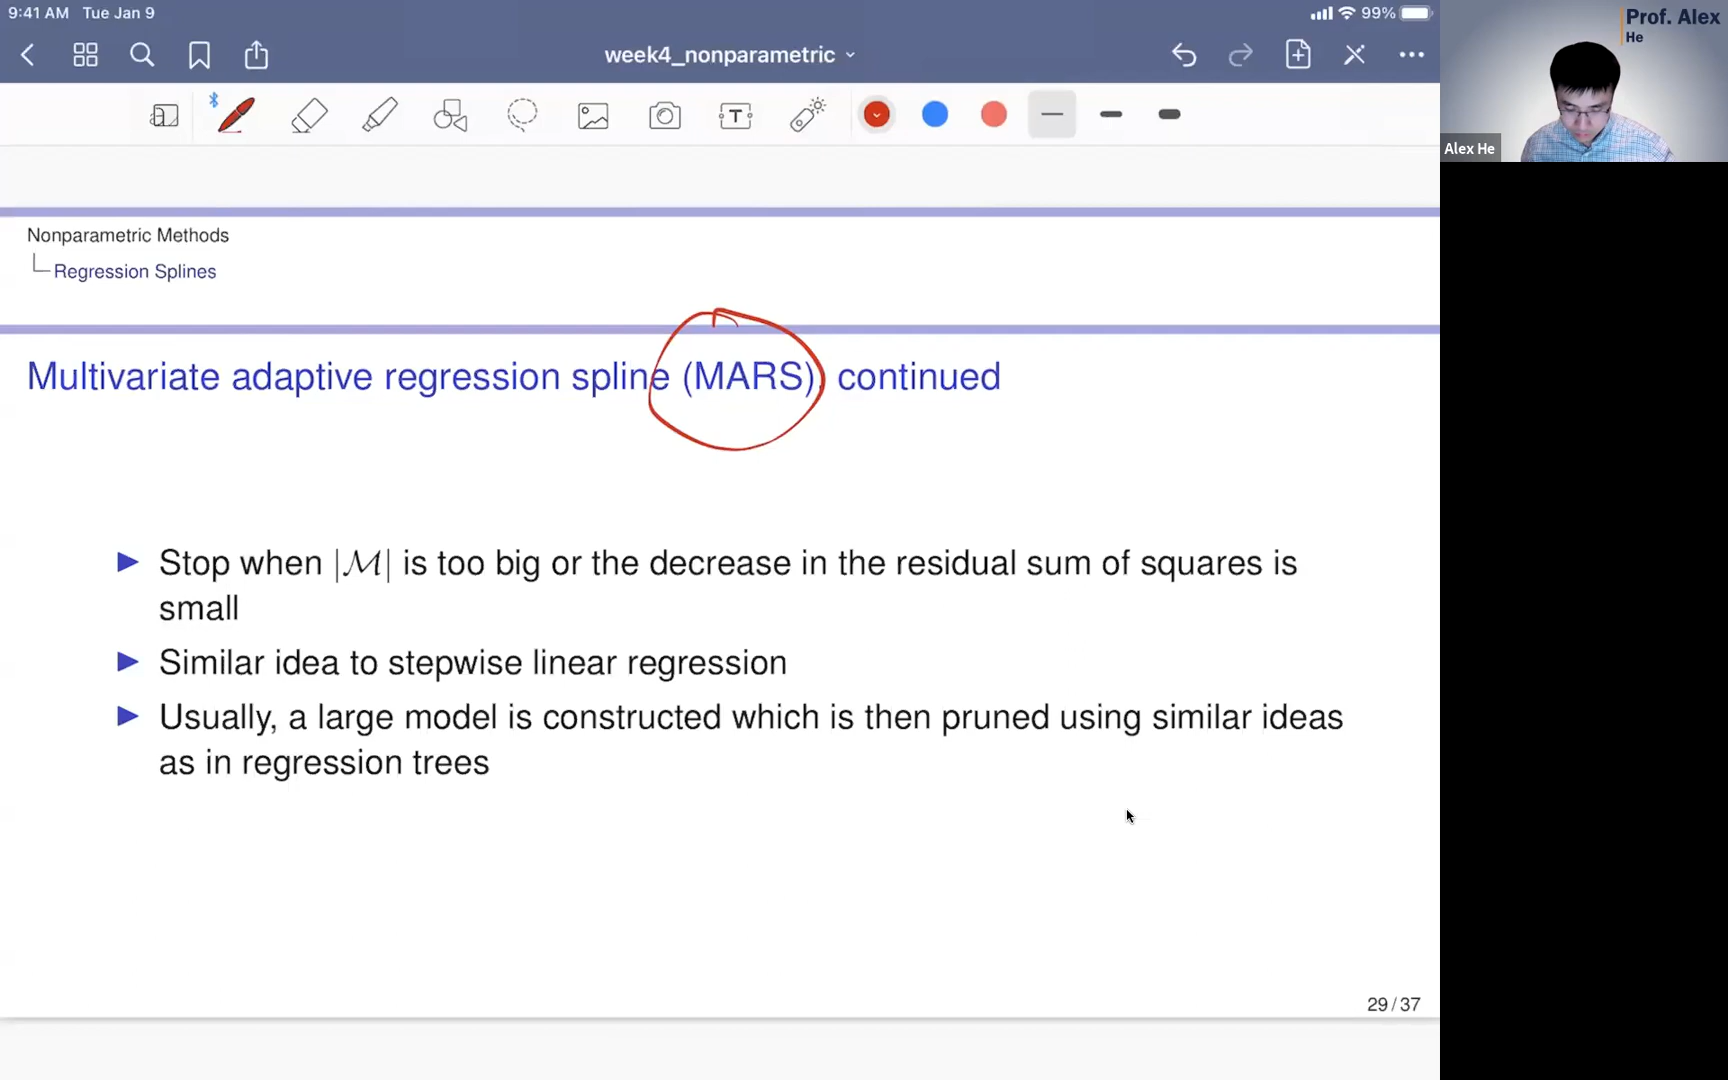 9:41 AM Tue Jan 9
99%
week4_nonparametric
T
Prof. Alex
He
Alex He
Nonparametric Methods
Regression Splines
Multivariate adaptive regression spline (MARS), continued
Stop when |ℳ| is too big or the decrease in the residual sum of squares is
small
Similar idea to stepwise linear regression
Usually, a large model is constructed which is then pruned using similar ideas
as in regression trees
29 / 37